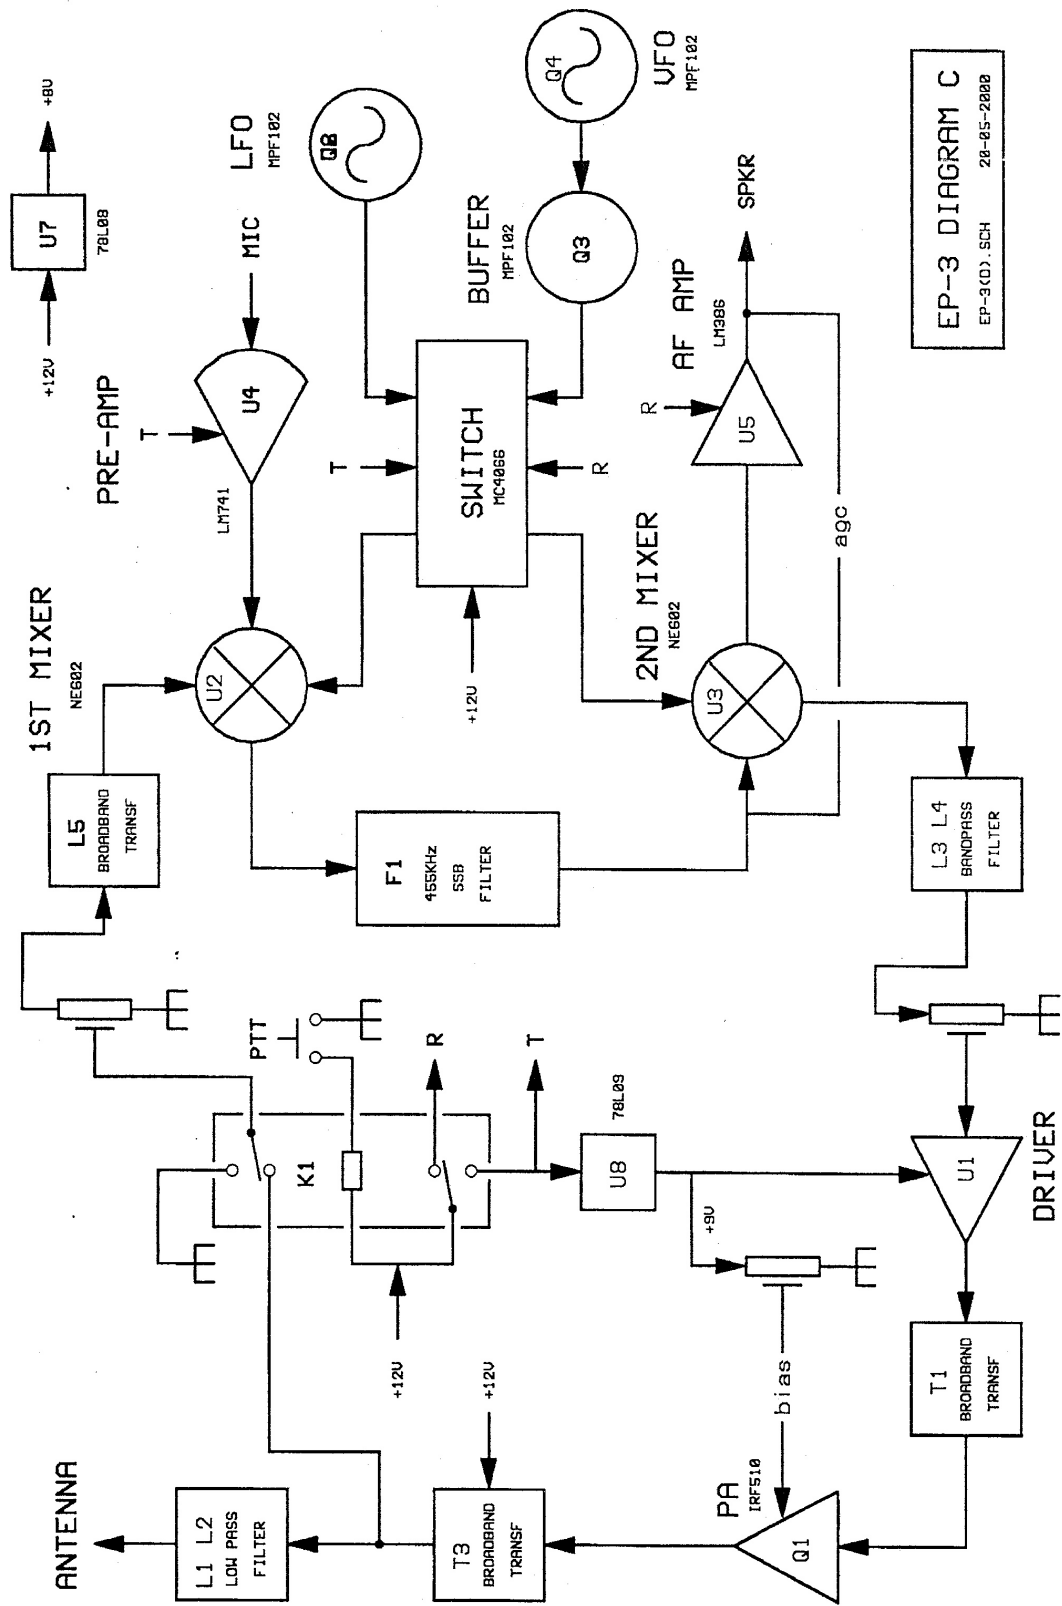 ANTENNA
L1 L2
LOW PASS
FILTER
T3
BROADBAND
TRANSF
+12V
PA
IRF510
Q1
bias
T1
BROADBAND
TRANSF
+12V
K1
PTT
R
T
U8
78L09
+9V
U1
DRIVER
L5
BROADBAND
TRANSF
1ST MIXER
NE602
U2
F1
455KHz
SSB
FILTER
L3 L4
BANDPASS
FILTER
2ND MIXER
NE602
U3
+12V
PRE-AMP
T
LM741
U4
MIC
SWITCH
MC4066
T
R
AF AMP
LM386
R
U5
SPKR
agc
+12V
U7
78L08
+8V
LFO
MPF102
Q2
BUFFER
MPF102
Q3
VFO
MPF102
Q4
EP-3 DIAGRAM C
EP-3(D).SCH 20-05-2000